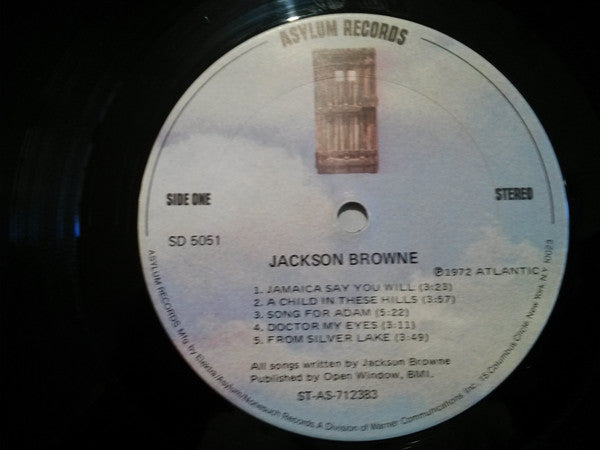 ASYLUM RECORDS
SIDE ONE
STEREO
SD 5051
JACKSON BROWNE
℗1972 ATLANTIC
1. JAMAICA SAY YOU WILL (3:23)
2. A CHILD IN THESE HILLS (3:57)
3. SONG FOR ADAM (5:22)
4. DOCTOR MY EYES (3:11)
5. FROM SILVER LAKE (3:49)
All songs written by Jackson Browne
Published by Open Window, BMI.
ST-AS-712383
ASYLUM RECORDS Mfg by Elektra/Asylum/Nonesuch Records A Division of Warner Communications Inc. 15 Columbus Circle, New York, N.Y. 10023